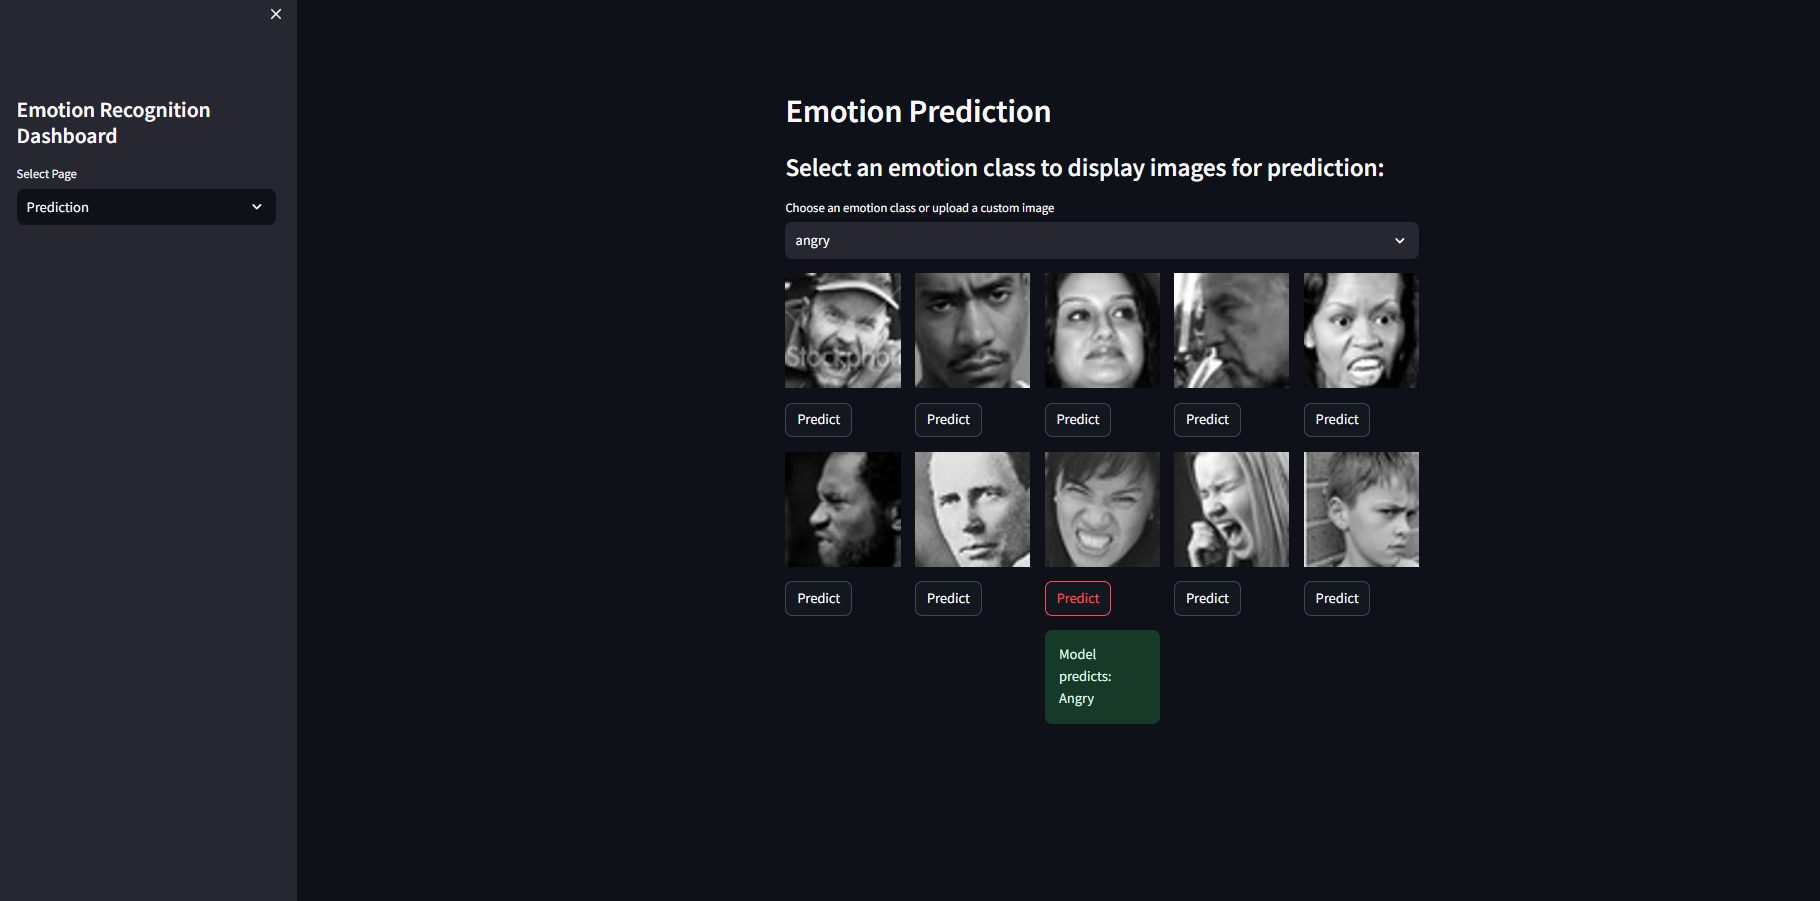 Emotion Recognition
Dashboard
Select Page
Prediction
Emotion Prediction
Select an emotion class to display images for prediction:
Choose an emotion class or upload a custom image
angry
Predict Predict Predict Predict Predict
Predict Predict Predict Predict Predict
Model
predicts:
Angry